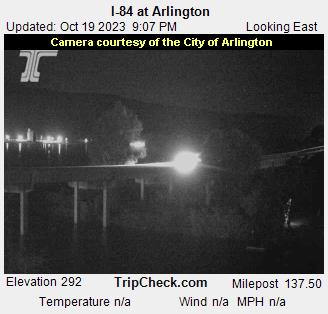 I-84 at Arlington
Updated: Oct 19 2023 9:07 PM Looking East
Camera courtesy of the City of Arlington
Elevation 292 TripCheck.com Milepost 137.50
Temperature n/a Wind n/a MPH n/a